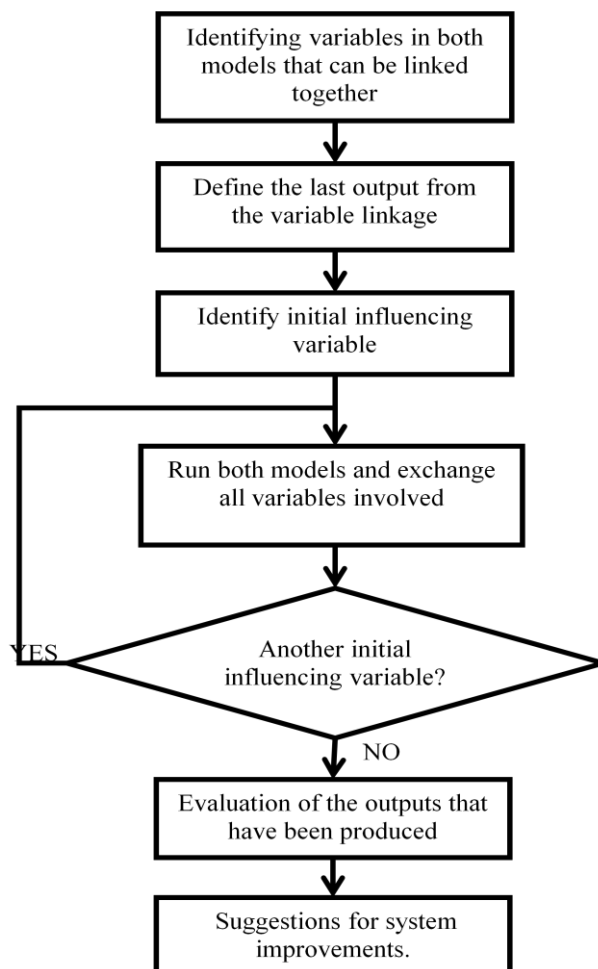 Identifying variables in both
models that can be linked
together
Define the last output from
the variable linkage
Identify initial influencing
variable
Run both models and exchange
all variables involved
Another initial
influencing variable?
YES
NO
Evaluation of the outputs that
have been produced
Suggestions for system
improvements.